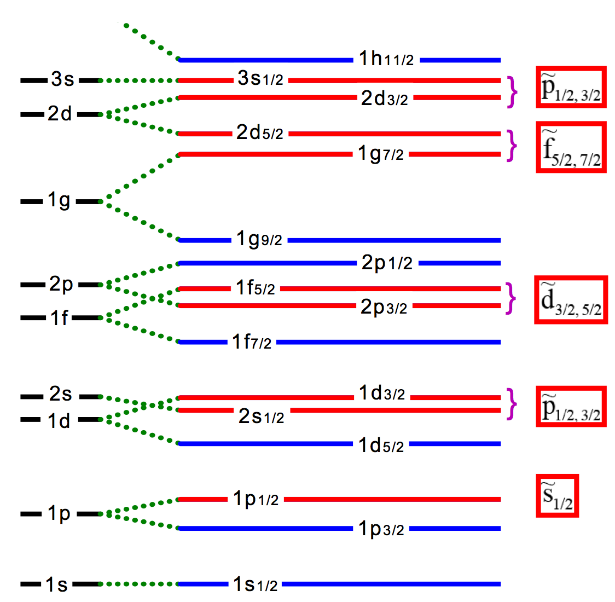 1h11/2
3s 3s1/2 } p̃1/2, 3/2
2d3/2
2d 2d5/2 } f̃5/2, 7/2
1g7/2
1g
1g9/2
2p 2p1/2
1f5/2 } d̃3/2, 5/2
2p3/2
1f
1f7/2
2s 1d3/2 } p̃1/2, 3/2
2s1/2
1d
1d5/2
1p1/2 s̃1/2
1p
1p3/2
1s 1s1/2